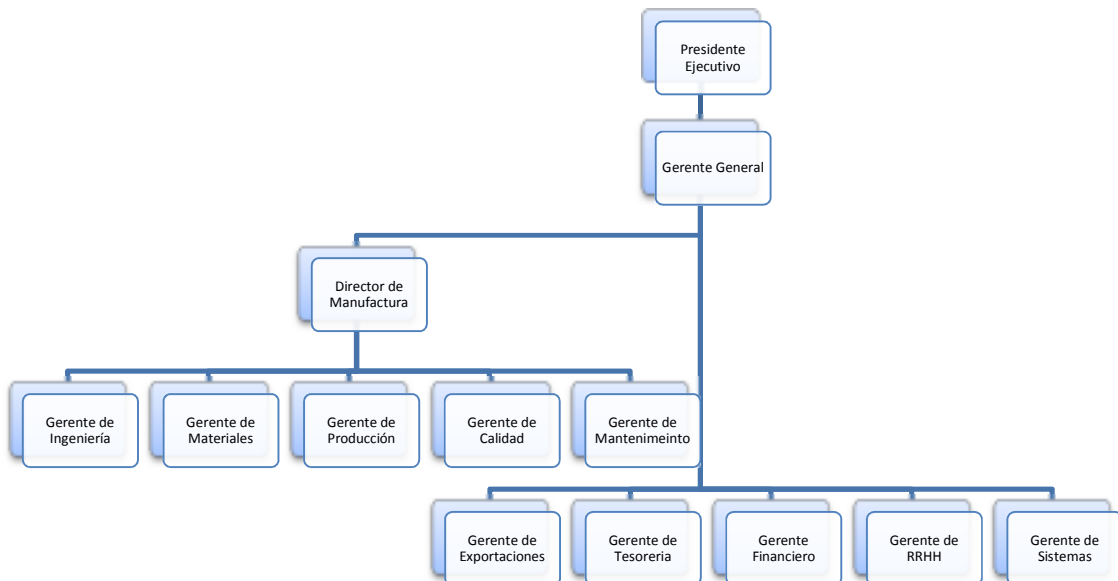 Presidente
Ejecutivo
Gerente General
Director de
Manufactura
Gerente de
Ingeniería
Gerente de
Materiales
Gerente de
Producción
Gerente de
Calidad
Gerente de
Mantenimeinto
Gerente de
Exportaciones
Gerente de
Tesoreria
Gerente
Financiero
Gerente de
RRHH
Gerente de
Sistemas